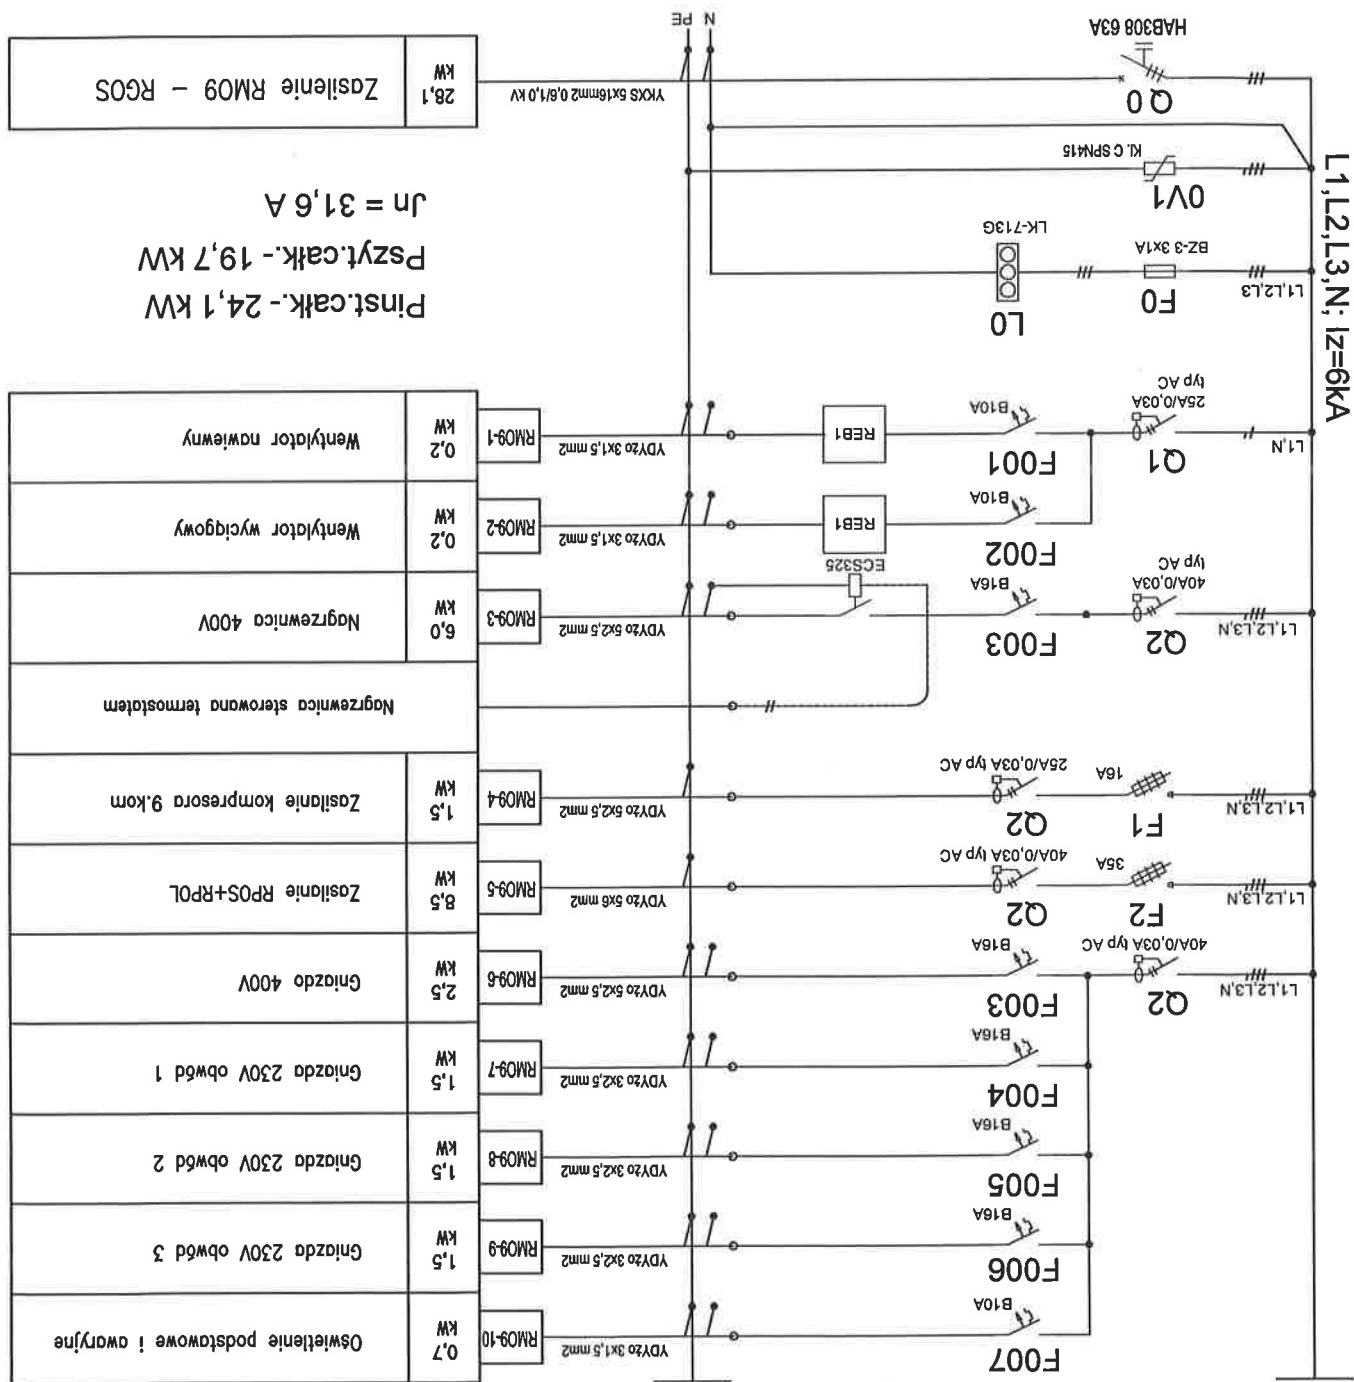 F007
B10A
YDYżo 3x1,5 mm2
RM09-10
0,7
kW
Oświetlenie podstawowe i awaryjne
F006
B16A
YDYżo 3x2,5 mm2
RM09-9
1,5
kW
Gniazda 230V obwód 3
F005
B16A
YDYżo 3x2,5 mm2
RM09-8
1,5
kW
Gniazda 230V obwód 2
F004
B16A
YDYżo 3x2,5 mm2
RM09-7
1,5
kW
Gniazda 230V obwód 1
L1,L2,L3,N
Q2
40A/0,03A typ AC
F003
B16A
YDYżo 5x2,5 mm2
RM09-6
2,5
kW
Gniazdo 400V
L1,L2,L3,N
F2
35A
Q2
40A/0,03A typ AC
YDYżo 5x6 mm2
RM09-5
8,5
kW
Zasilanie RPOS+RPOL
L1,L2,L3,N
F1
16A
Q2
25A/0,03A typ AC
YDYżo 5x2,5 mm2
RM09-4
1,5
kW
Zasilanie kompresora 9.kom
Nagrzewnica sterowana termostatem
L1,L2,L3,N
Q2
40A/0,03A
typ AC
F003
B16A
ECS325
YDYżo 5x2,5 mm2
RM09-3
6,0
kW
Nagrzewnica 400V
F002
B10A
REB1
YDYżo 3x1,5 mm2
RM09-2
0,2
kW
Wentylator wyciągowy
L1,N
Q1
25A/0,03A
typ AC
F001
B10A
REB1
YDYżo 3x1,5 mm2
RM09-1
0,2
kW
Wentylator nawiewny
L1,L2,L3,N; Iz=6kA
L1,L2,L3
F0
BZ-3 3x1A
L0
LK-713G
Pinst.całk.- 24,1 kW
Pszyt.całk.- 19,7 kW
Jn = 31,6 A
0V1
Kl. C SPN415
Q0
HAB308 63A
YKXS 5x16mm2 0,6/1,0 kV
28,1
kW
Zasilenie RM09 – RGOS
N PE